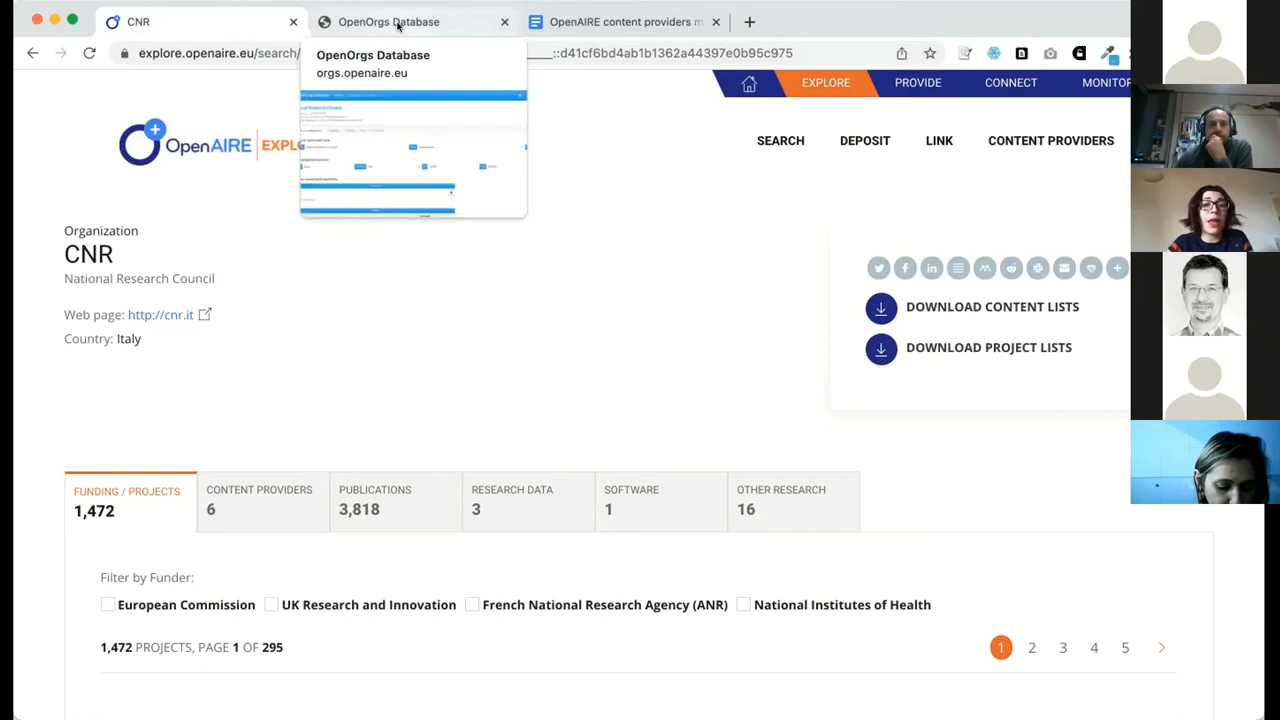 CNR
OpenOrgs Database
OpenAIRE content providers m
explore.openaire.eu/search/
::d41cf6bd4ab1b1362a44397e0b95c975
OpenOrgs Database
orgs.openaire.eu
EXPLORE
PROVIDE
CONNECT
MONITOR
OpenAIRE
EXPL
SEARCH
DEPOSIT
LINK
CONTENT PROVIDERS
Organization
CNR
National Research Council
Web page: http://cnr.it
Country: Italy
DOWNLOAD CONTENT LISTS
DOWNLOAD PROJECT LISTS
FUNDING / PROJECTS
1,472
CONTENT PROVIDERS
6
PUBLICATIONS
3,818
RESEARCH DATA
3
SOFTWARE
1
OTHER RESEARCH
16
Filter by Funder:
European Commission
UK Research and Innovation
French National Research Agency (ANR)
National Institutes of Health
1,472 PROJECTS, PAGE 1 OF 295
1 2 3 4 5